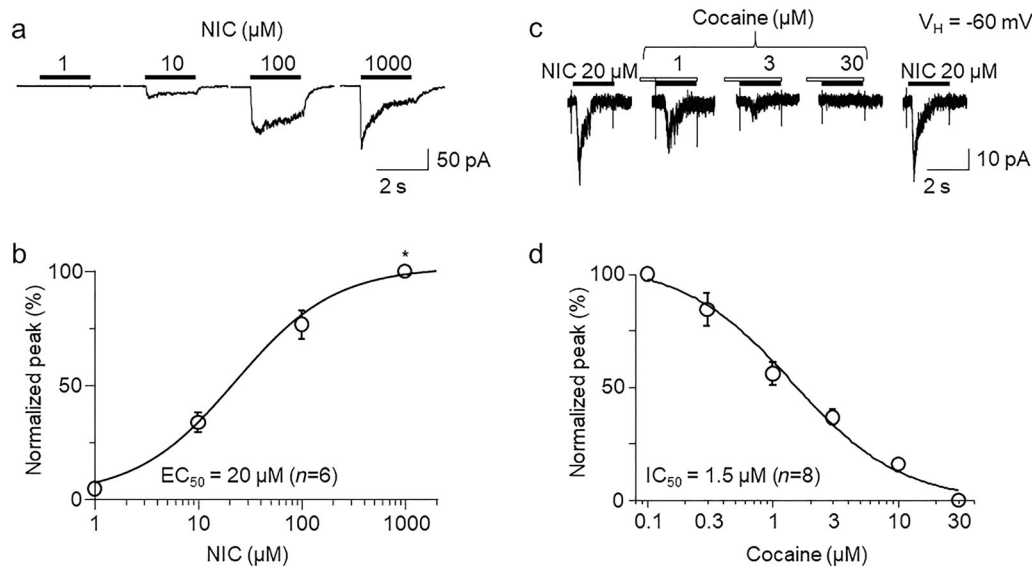 a
NIC (µM)
1 10 100 1000
50 pA
2 s
c
Cocaine (µM)
V_H = -60 mV
NIC 20 µM 1 3 30 NIC 20 µM
10 pA
2 s
b
Normalized peak (%)
100
50
0
*
EC50 = 20 µM (n=6)
1 10 100 1000
NIC (µM)
d
Normalized peak (%)
100
50
0
IC50 = 1.5 µM (n=8)
0.1 0.3 1 3 10 30
Cocaine (µM)